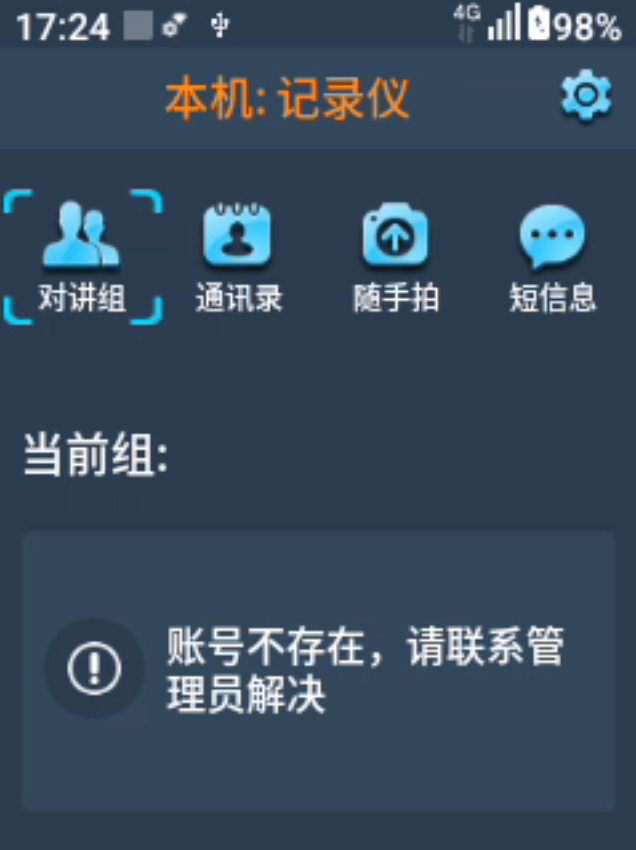 17:24 4G 98%
本机: 记录仪
对讲组 通讯录 随手拍 短信息
当前组:
账号不存在，请联系管
理员解决